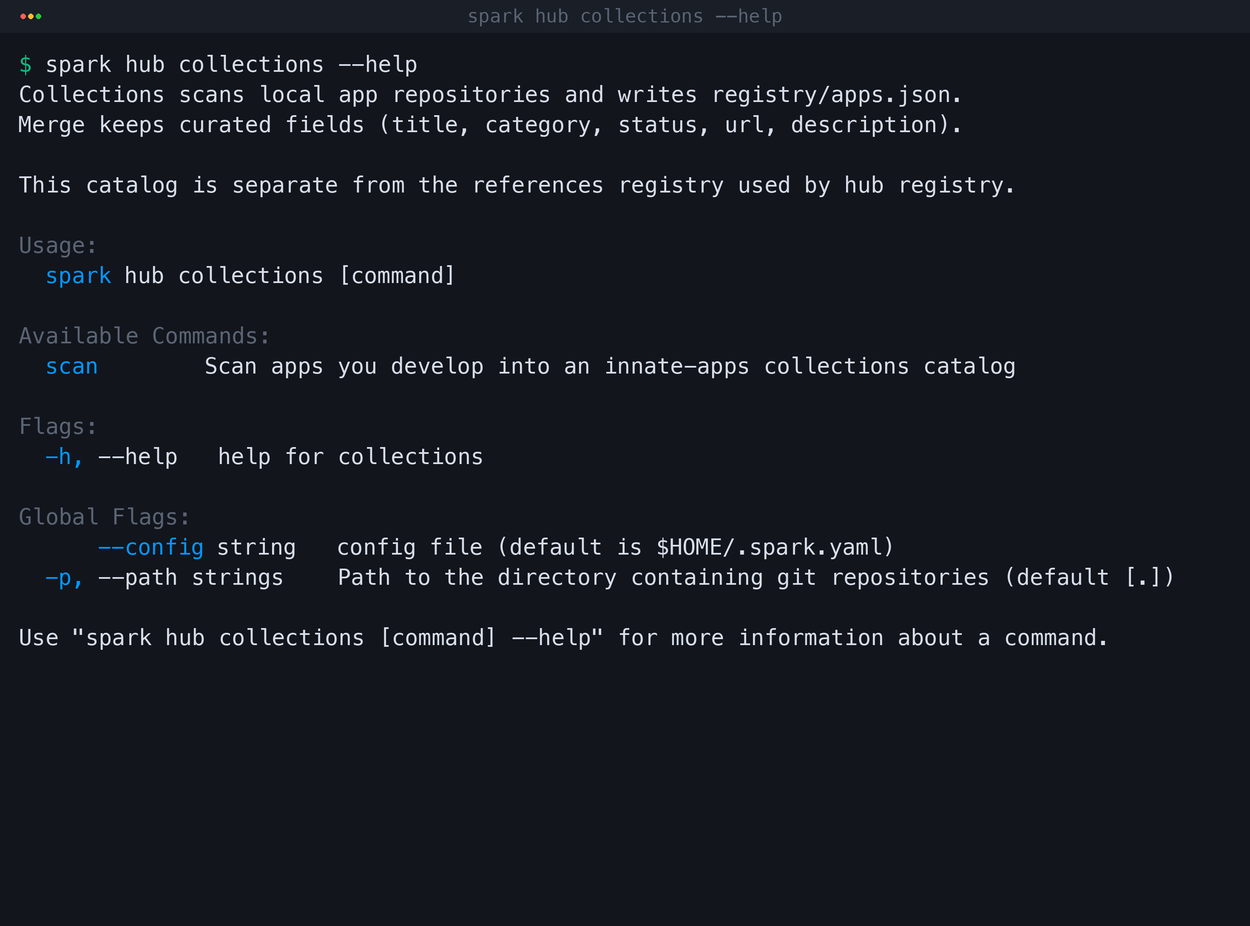 spark hub collections --help
$ spark hub collections --help
Collections scans local app repositories and writes registry/apps.json.
Merge keeps curated fields (title, category, status, url, description).
This catalog is separate from the references registry used by hub registry.
Usage:
  spark hub collections [command]
Available Commands:
  scan        Scan apps you develop into an innate-apps collections catalog
Flags:
  -h, --help   help for collections
Global Flags:
      --config string   config file (default is $HOME/.spark.yaml)
  -p, --path strings    Path to the directory containing git repositories (default [.])
Use "spark hub collections [command] --help" for more information about a command.